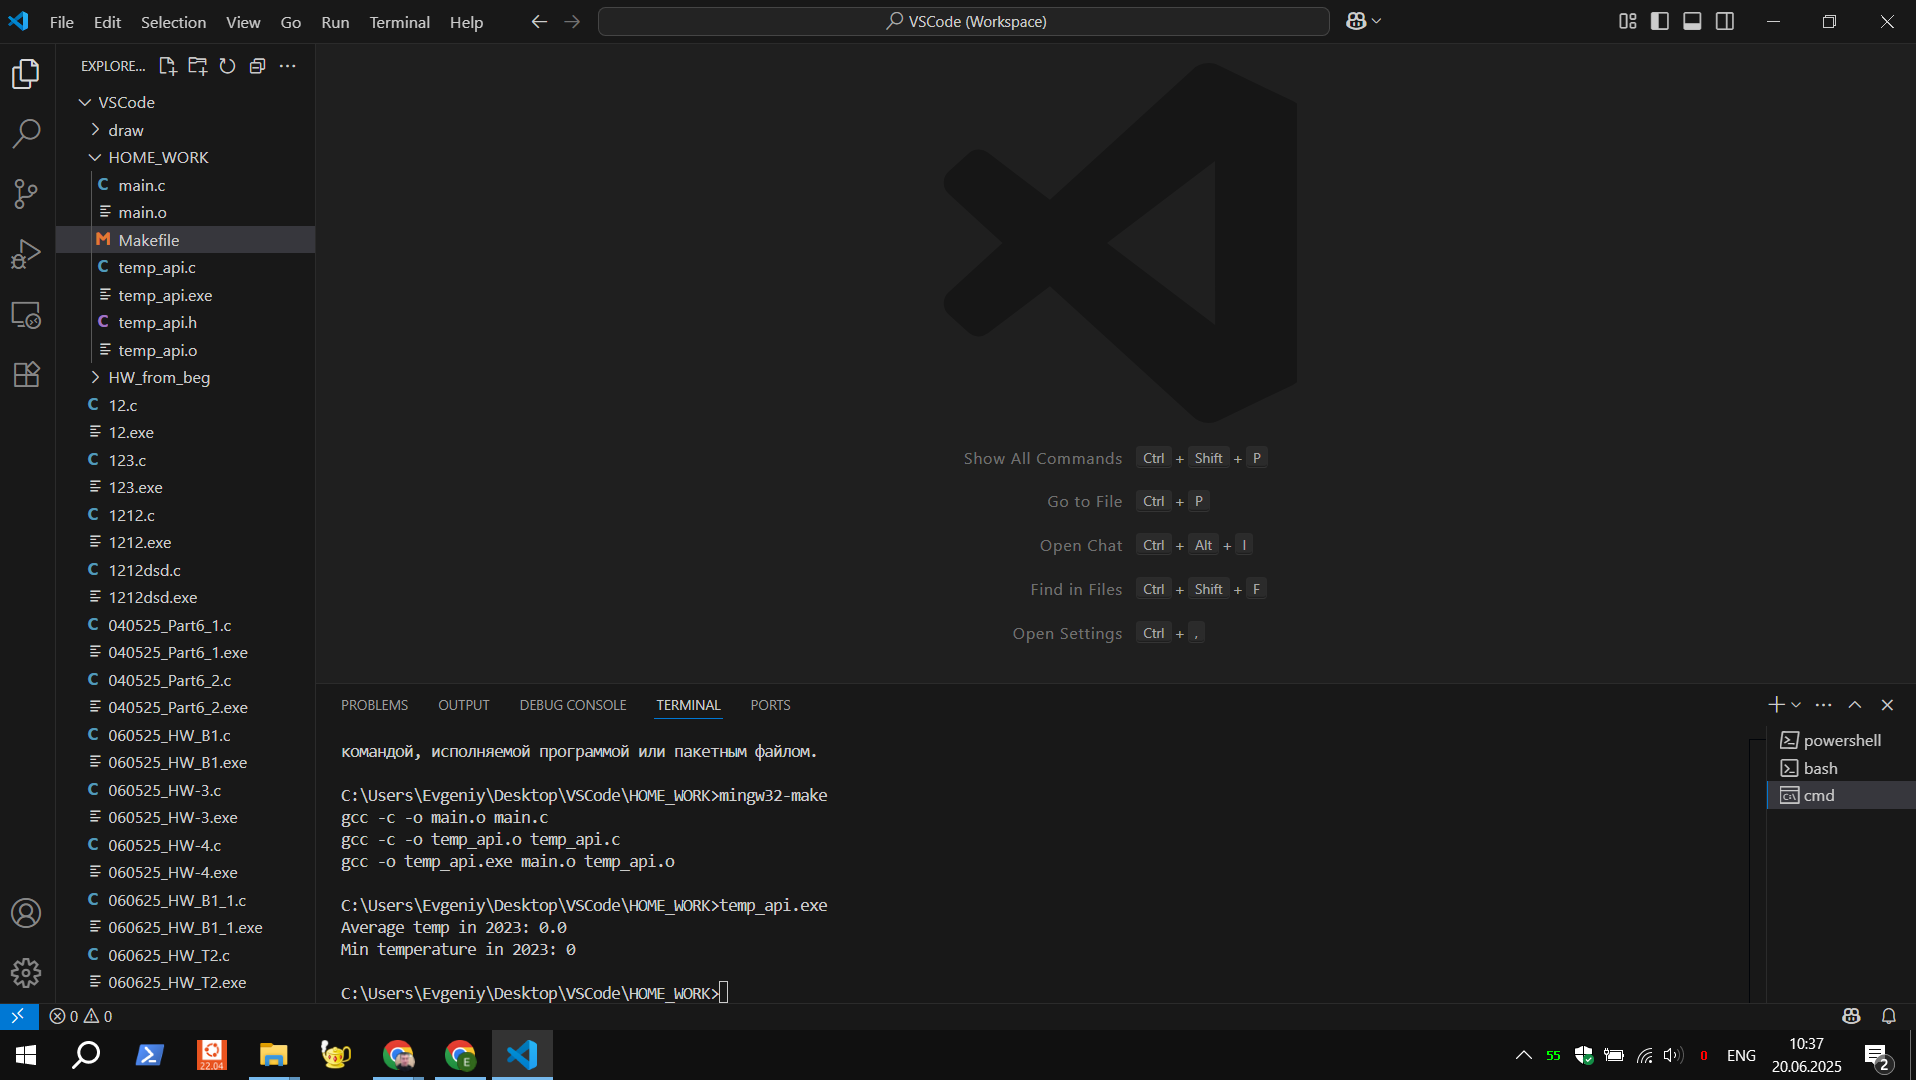 File Edit Selection View Go Run Terminal Help
VSCode (Workspace)
EXPLORE...
VSCode
draw
HOME_WORK
C main.c
main.o
M Makefile
C temp_api.c
temp_api.exe
C temp_api.h
temp_api.o
HW_from_beg
C 12.c
12.exe
C 123.c
123.exe
C 1212.c
1212.exe
C 1212dsd.c
1212dsd.exe
C 040525_Part6_1.c
040525_Part6_1.exe
C 040525_Part6_2.c
040525_Part6_2.exe
C 060525_HW_B1.c
060525_HW_B1.exe
C 060525_HW-3.c
060525_HW-3.exe
C 060525_HW-4.c
060525_HW-4.exe
C 060625_HW_B1_1.c
060625_HW_B1_1.exe
C 060625_HW_T2.c
060625_HW_T2.exe
Show All Commands Ctrl + Shift + P
Go to File Ctrl + P
Open Chat Ctrl + Alt + I
Find in Files Ctrl + Shift + F
Open Settings Ctrl + ,
PROBLEMS OUTPUT DEBUG CONSOLE TERMINAL PORTS
командой, исполняемой программой или пакетным файлом.
C:\Users\Evgeniy\Desktop\VSCode\HOME_WORK>mingw32-make
gcc -c -o main.o main.c
gcc -c -o temp_api.o temp_api.c
gcc -o temp_api.exe main.o temp_api.o
C:\Users\Evgeniy\Desktop\VSCode\HOME_WORK>temp_api.exe
Average temp in 2023: 0.0
Min temperature in 2023: 0
C:\Users\Evgeniy\Desktop\VSCode\HOME_WORK>
powershell
bash
cmd
0 0
22.04
E
55
0
ENG
10:37
20.06.2025
2